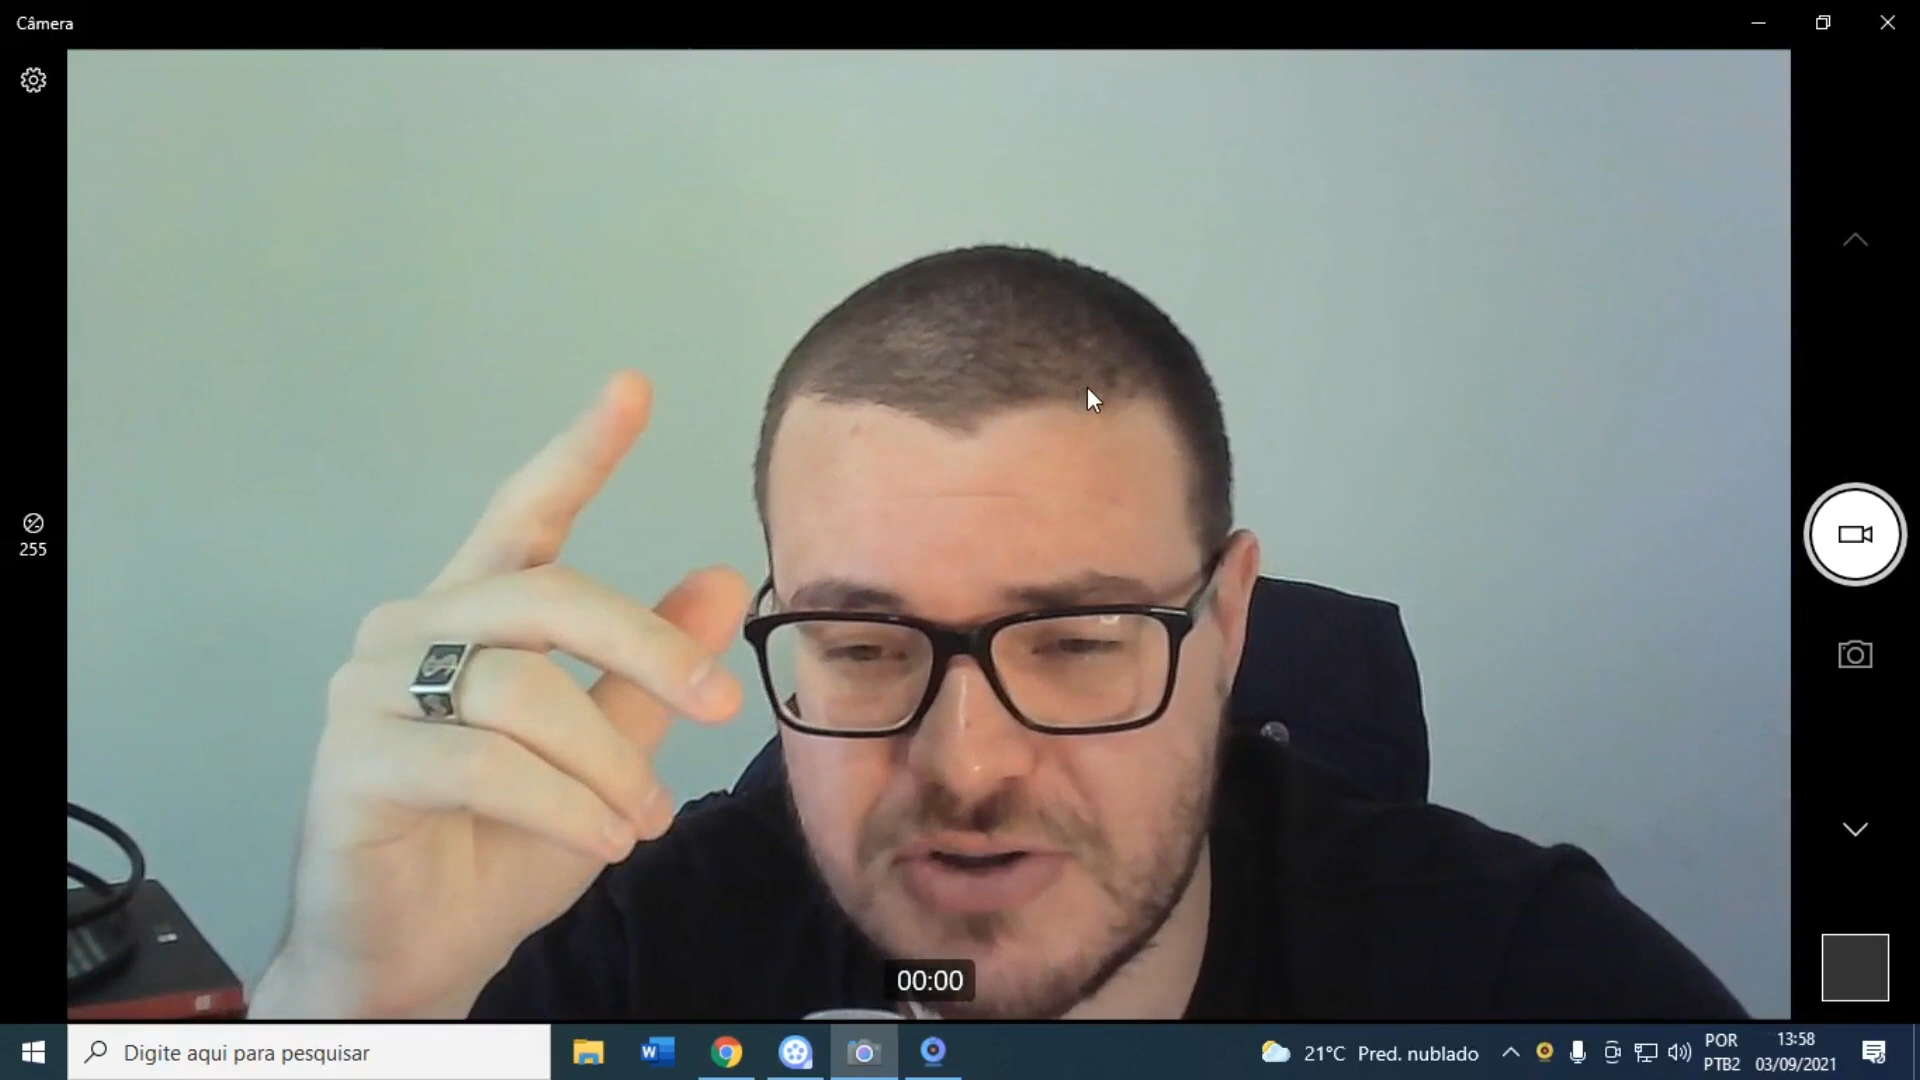 Câmera
255
00:00
Digite aqui para pesquisar
21°C Pred. nublado
POR
PTB2
13:58
03/09/2021